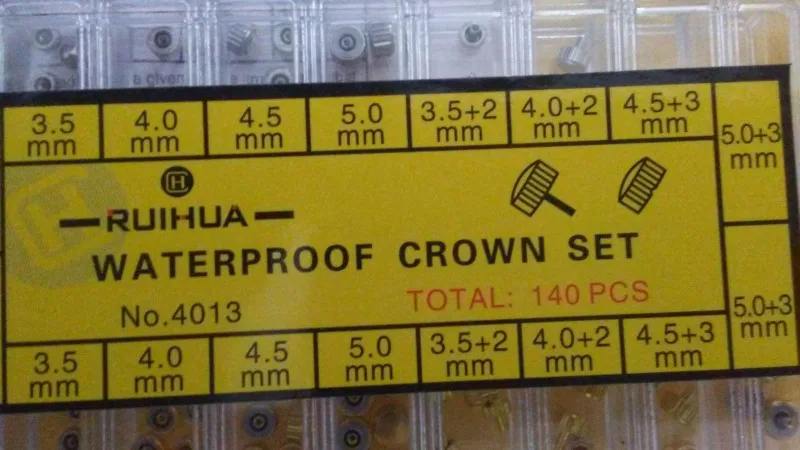 a given
3.5 mm
4.0 mm
4.5 mm
5.0 mm
3.5+2 mm
4.0+2 mm
4.5+3 mm
5.0+3 mm
H
RUIHUA
WATERPROOF CROWN SET
No.4013
TOTAL: 140 PCS
3.5 mm
4.0 mm
4.5 mm
5.0 mm
3.5+2 mm
4.0+2 mm
4.5+3 mm
5.0+3 mm